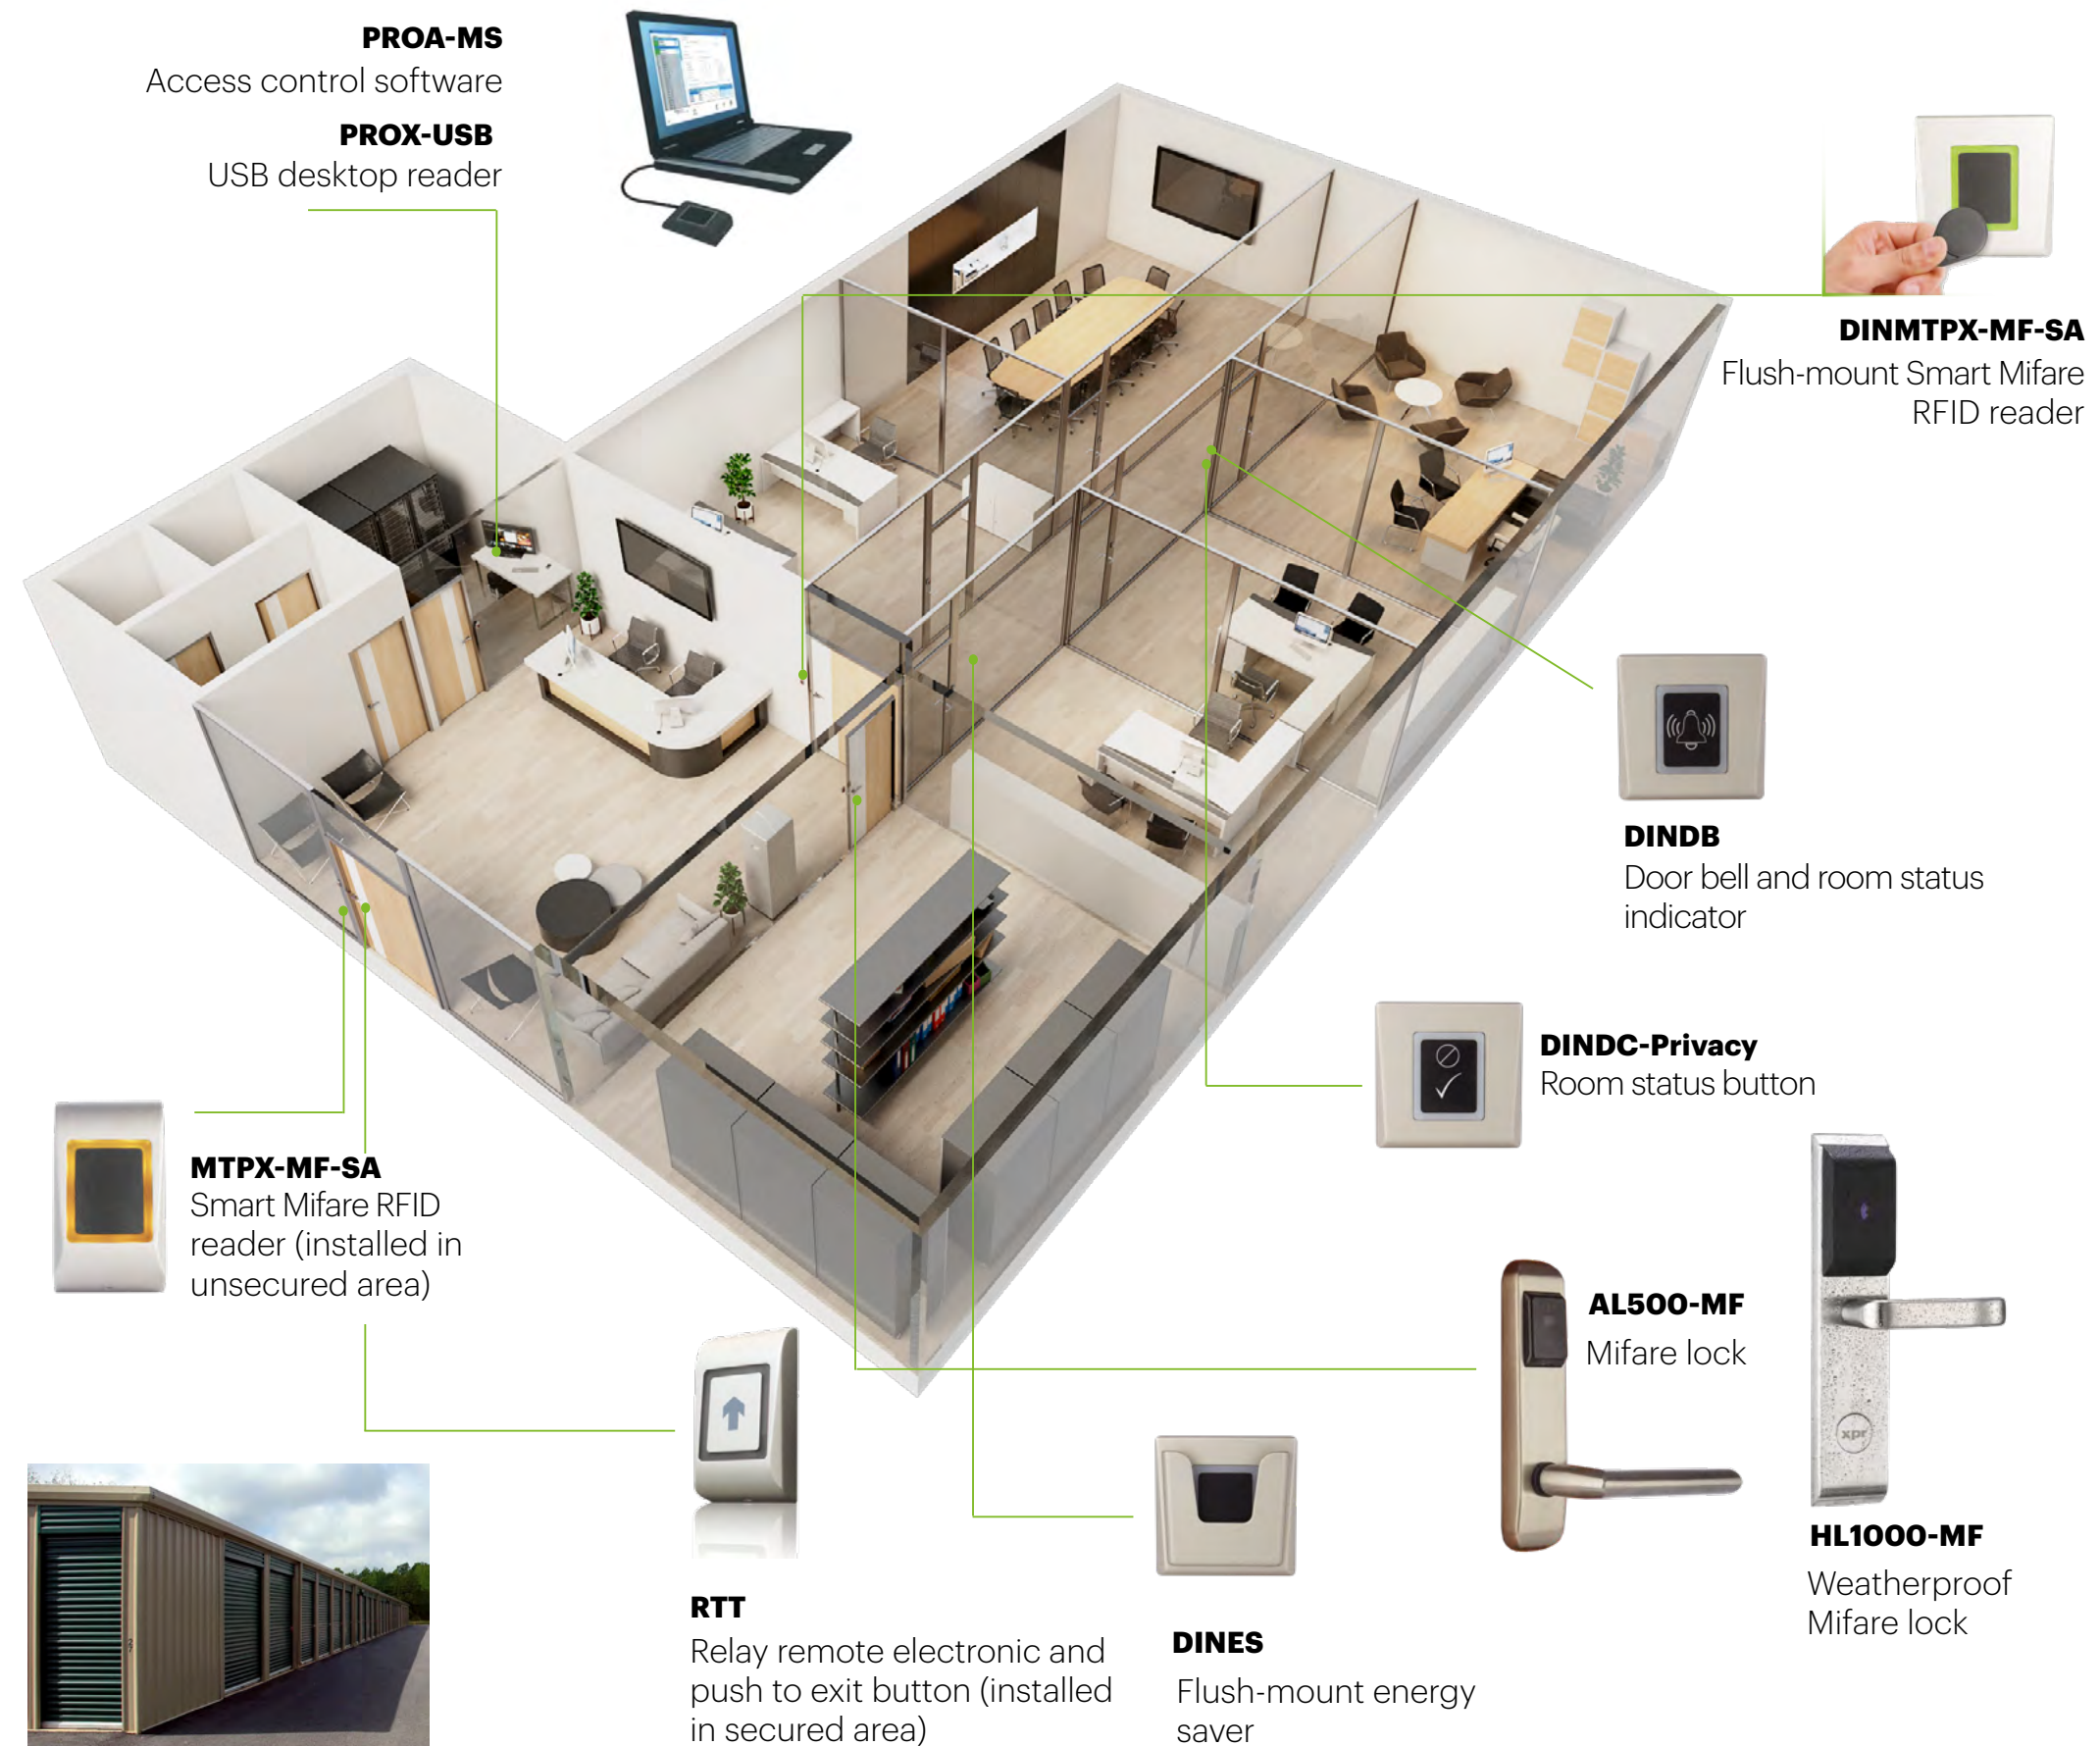 PROA-MS
Access control software
PROX-USB
USB desktop reader
DINMTPX-MF-SA
Flush-mount Smart Mifare
RFID reader
DINDB
Door bell and room status
indicator
DINDC-Privacy
Room status button
MTPX-MF-SA
Smart Mifare RFID
reader (installed in
unsecured area)
AL500-MF
Mifare lock
xpr
HL1000-MF
Weatherproof
Mifare lock
RTT
Relay remote electronic and
push to exit button (installed
in secured area)
DINES
Flush-mount energy
saver